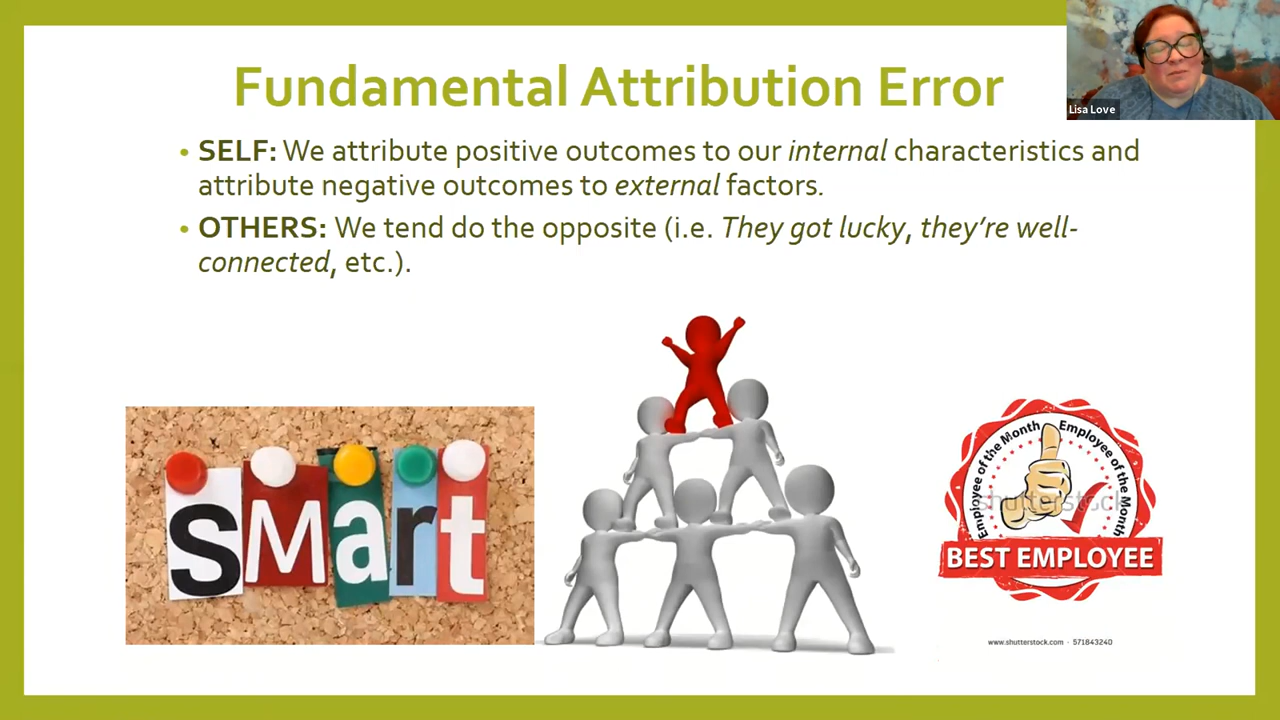 Fundamental Attribution Error
Lisa Love
• SELF: We attribute positive outcomes to our internal characteristics and
attribute negative outcomes to external factors.
• OTHERS: We tend do the opposite (i.e. They got lucky, they're well-
connected, etc.).
sMart
Employee of the Month Employee of the Month
shutterstock
BEST EMPLOYEE
www.shutterstock.com · 571843240